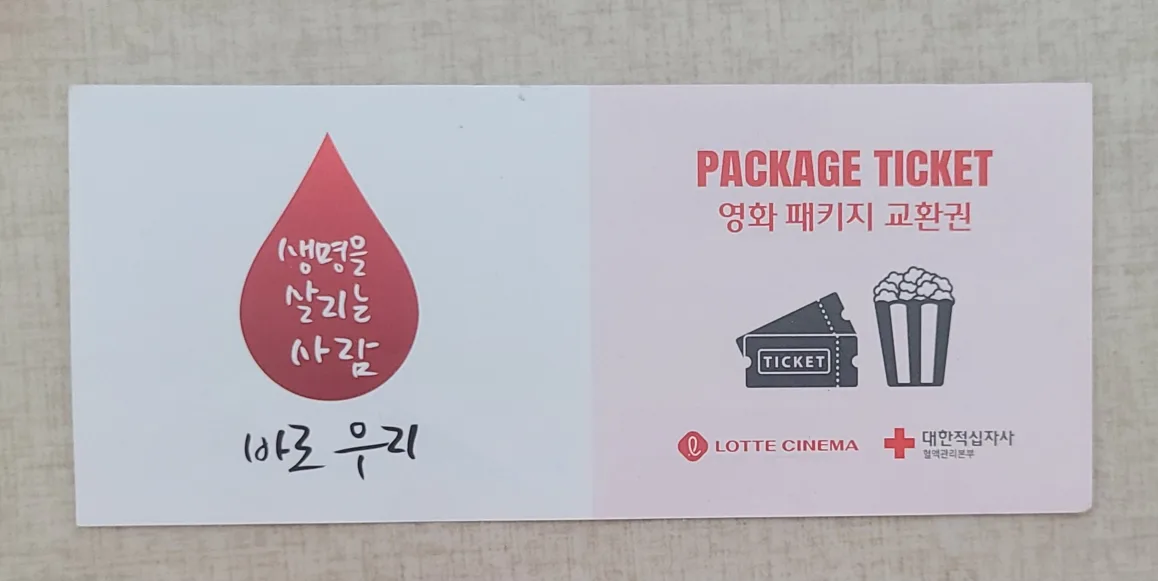 생명을
살리는
사람
바로 우리
PACKAGE TICKET
영화 패키지 교환권
TICKET
LOTTE CINEMA
대한적십자사
혈액관리본부